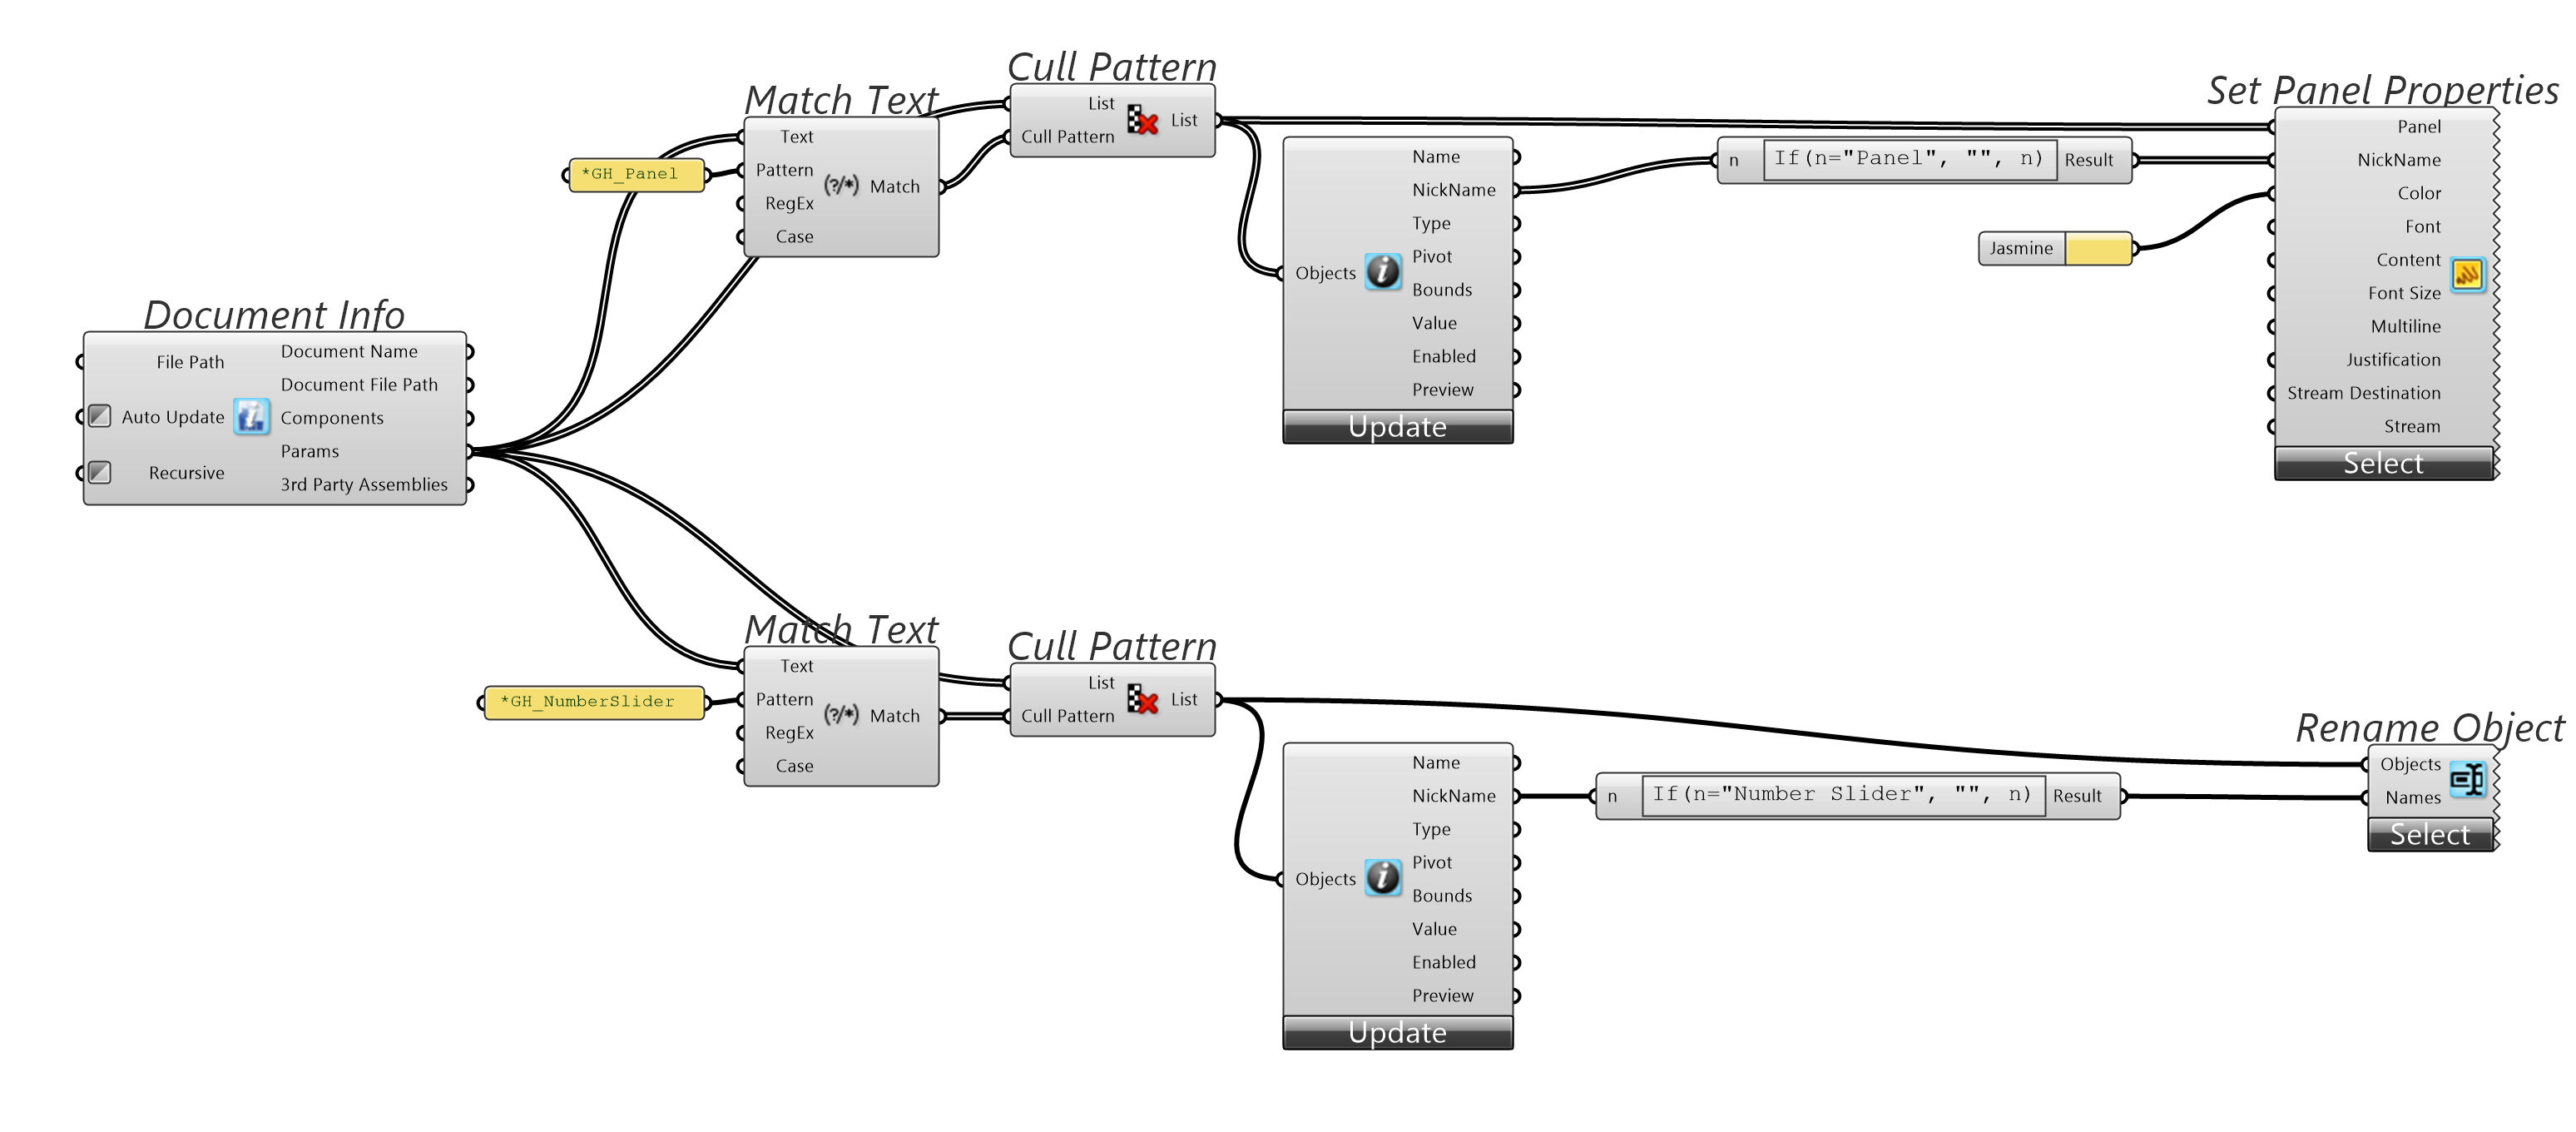 Document Info
File Path
Auto Update
Recursive
Document Name
Document File Path
Components
Params
3rd Party Assemblies
*GH_Panel
Match Text
Text
Pattern
RegEx
Case
(?/*)
Match
Cull Pattern
List
Cull Pattern
List
Objects
Name
NickName
Type
Pivot
Bounds
Value
Enabled
Preview
Update
n
If(n="Panel", "", n)
Result
Jasmine
Set Panel Properties
Panel
NickName
Color
Font
Content
Font Size
Multiline
Justification
Stream Destination
Stream
Select
*GH_NumberSlider
Match Text
Text
Pattern
RegEx
Case
(?/*)
Match
Cull Pattern
List
Cull Pattern
List
Objects
Name
NickName
Type
Pivot
Bounds
Value
Enabled
Preview
Update
n
If(n="Number Slider", "", n)
Result
Rename Object
Objects
Names
Select